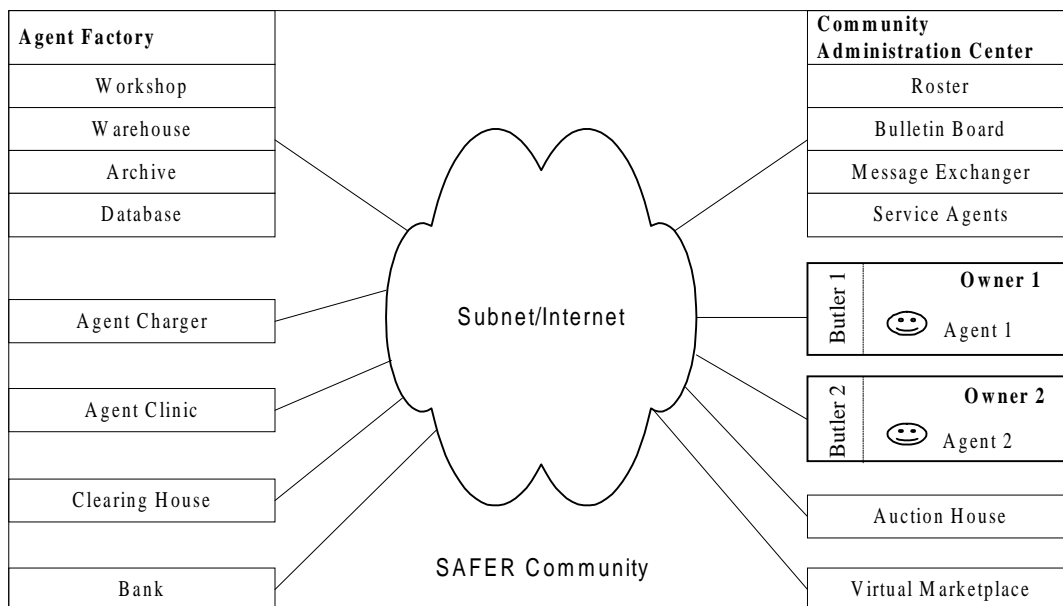 Agent Factory
Workshop
Warehouse
Archive
Database
Agent Charger
Agent Clinic
Clearing House
Bank
Subnet/Internet
SAFER Community
Community
Administration Center
Roster
Bulletin Board
Message Exchanger
Service Agents
Butler 1
Owner 1
Agent 1
Butler 2
Owner 2
Agent 2
Auction House
Virtual Marketplace